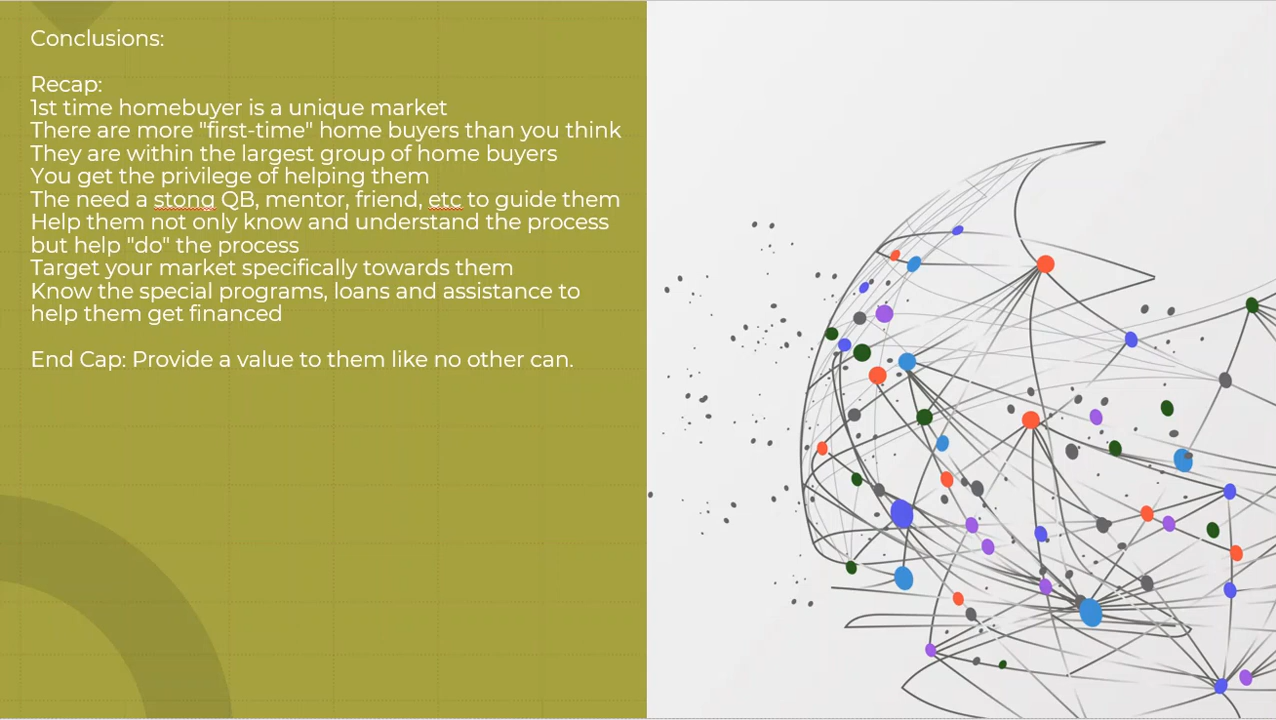 Conclusions:
Recap:
1st time homebuyer is a unique market
There are more "first-time" home buyers than you think
They are within the largest group of home buyers
You get the privilege of helping them
The need a stong QB, mentor, friend, etc to guide them
Help them not only know and understand the process
but help "do" the process
Target your market specifically towards them
Know the special programs, loans and assistance to
help them get financed
End Cap: Provide a value to them like no other can.